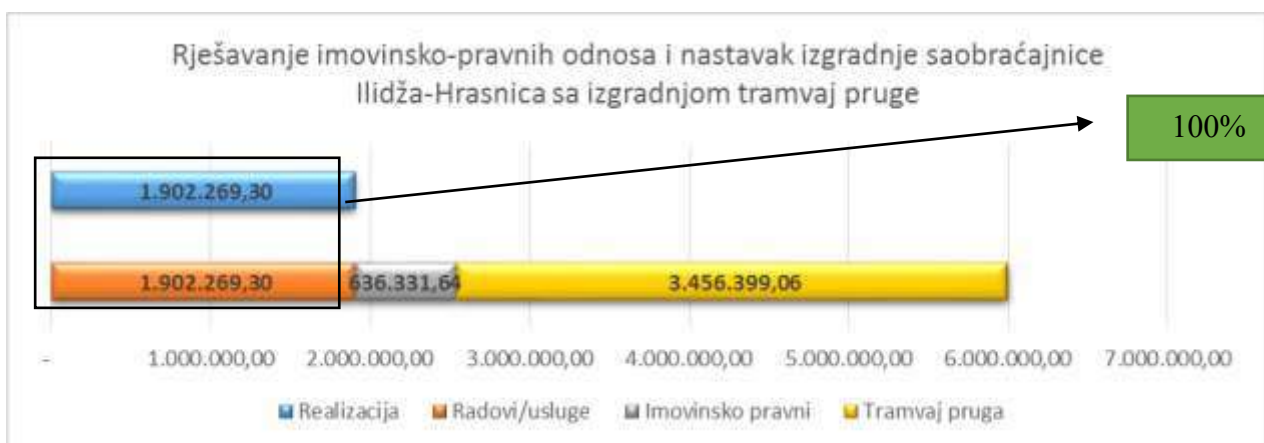 Rješavanje imovinsko-pravnih odnosa i nastavak izgradnje saobraćajnice
Ilidža-Hrasnica sa izgradnjom tramvaj pruge
100%
1.902.269,30
1.902.269,30 636.331,64 3.456.399,06
- 1.000.000,00 2.000.000,00 3.000.000,00 4.000.000,00 5.000.000,00 6.000.000,00 7.000.000,00
Realizacija Radovi/usluge Imovinsko pravni Tramvaj pruga